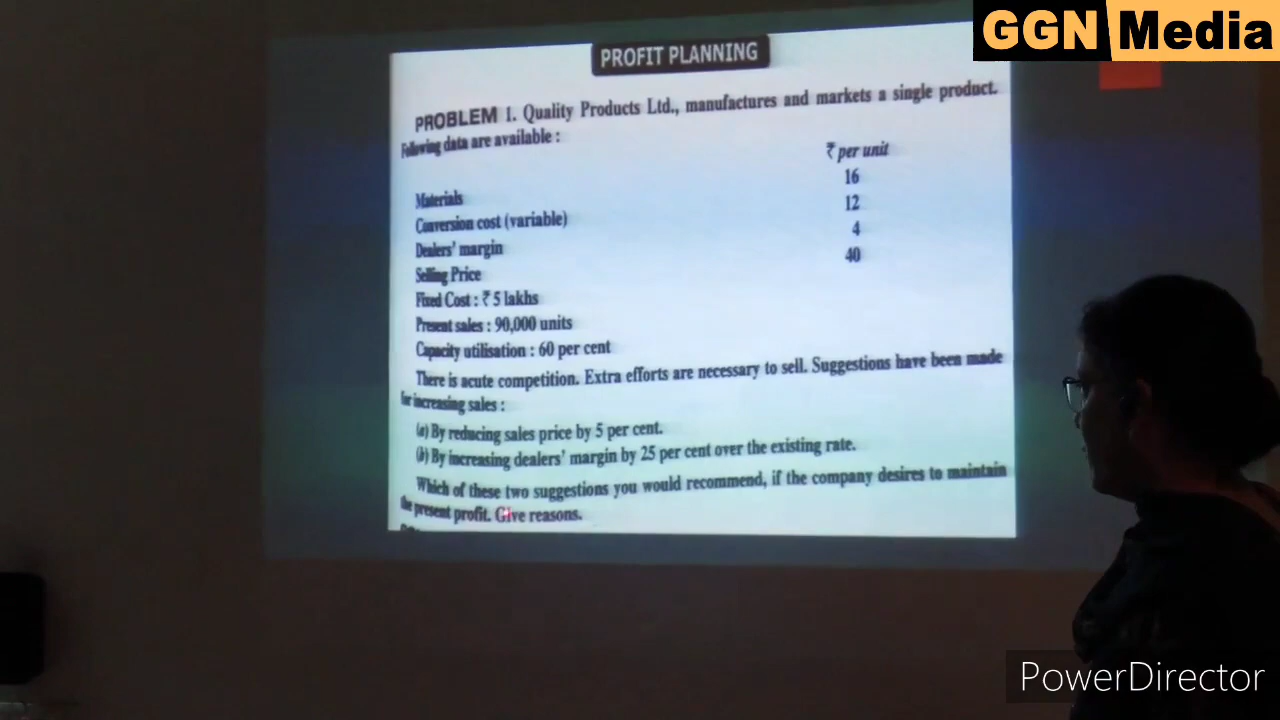 GGN Media
PROFIT PLANNING
PROBLEM 1. Quality Products Ltd., manufactures and markets a single product.
Following data are available :
₹ per unit
Materials 16
Conversion cost (variable) 12
Dealers' margin 4
Selling Price 40
Fixed Cost : ₹ 5 lakhs
Present sales : 90,000 units
Capacity utilisation : 60 per cent
There is acute competition. Extra efforts are necessary to sell. Suggestions have been made
for increasing sales :
(a) By reducing sales price by 5 per cent.
(b) By increasing dealers' margin by 25 per cent over the existing rate.
Which of these two suggestions you would recommend, if the company desires to maintain
the present profit. Give reasons.
PowerDirector